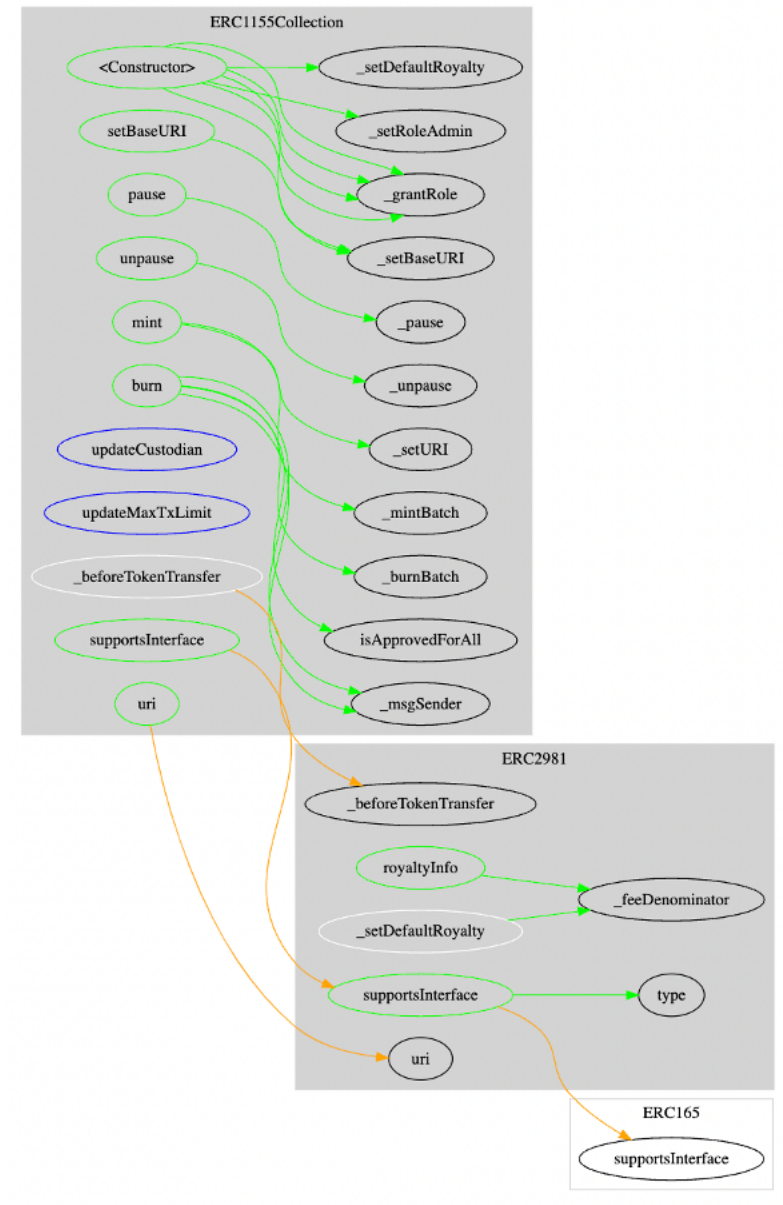 ERC1155Collection
<Constructor>
_setDefaultRoyalty
setBaseURI
_setRoleAdmin
pause
_grantRole
unpause
_setBaseURI
mint
_pause
burn
_unpause
updateCustodian
_setURI
updateMaxTxLimit
_mintBatch
_beforeTokenTransfer
_burnBatch
supportsInterface
isApprovedForAll
uri
_msgSender
ERC2981
_beforeTokenTransfer
royaltyInfo
_feeDenominator
_setDefaultRoyalty
supportsInterface
type
uri
ERC165
supportsInterface